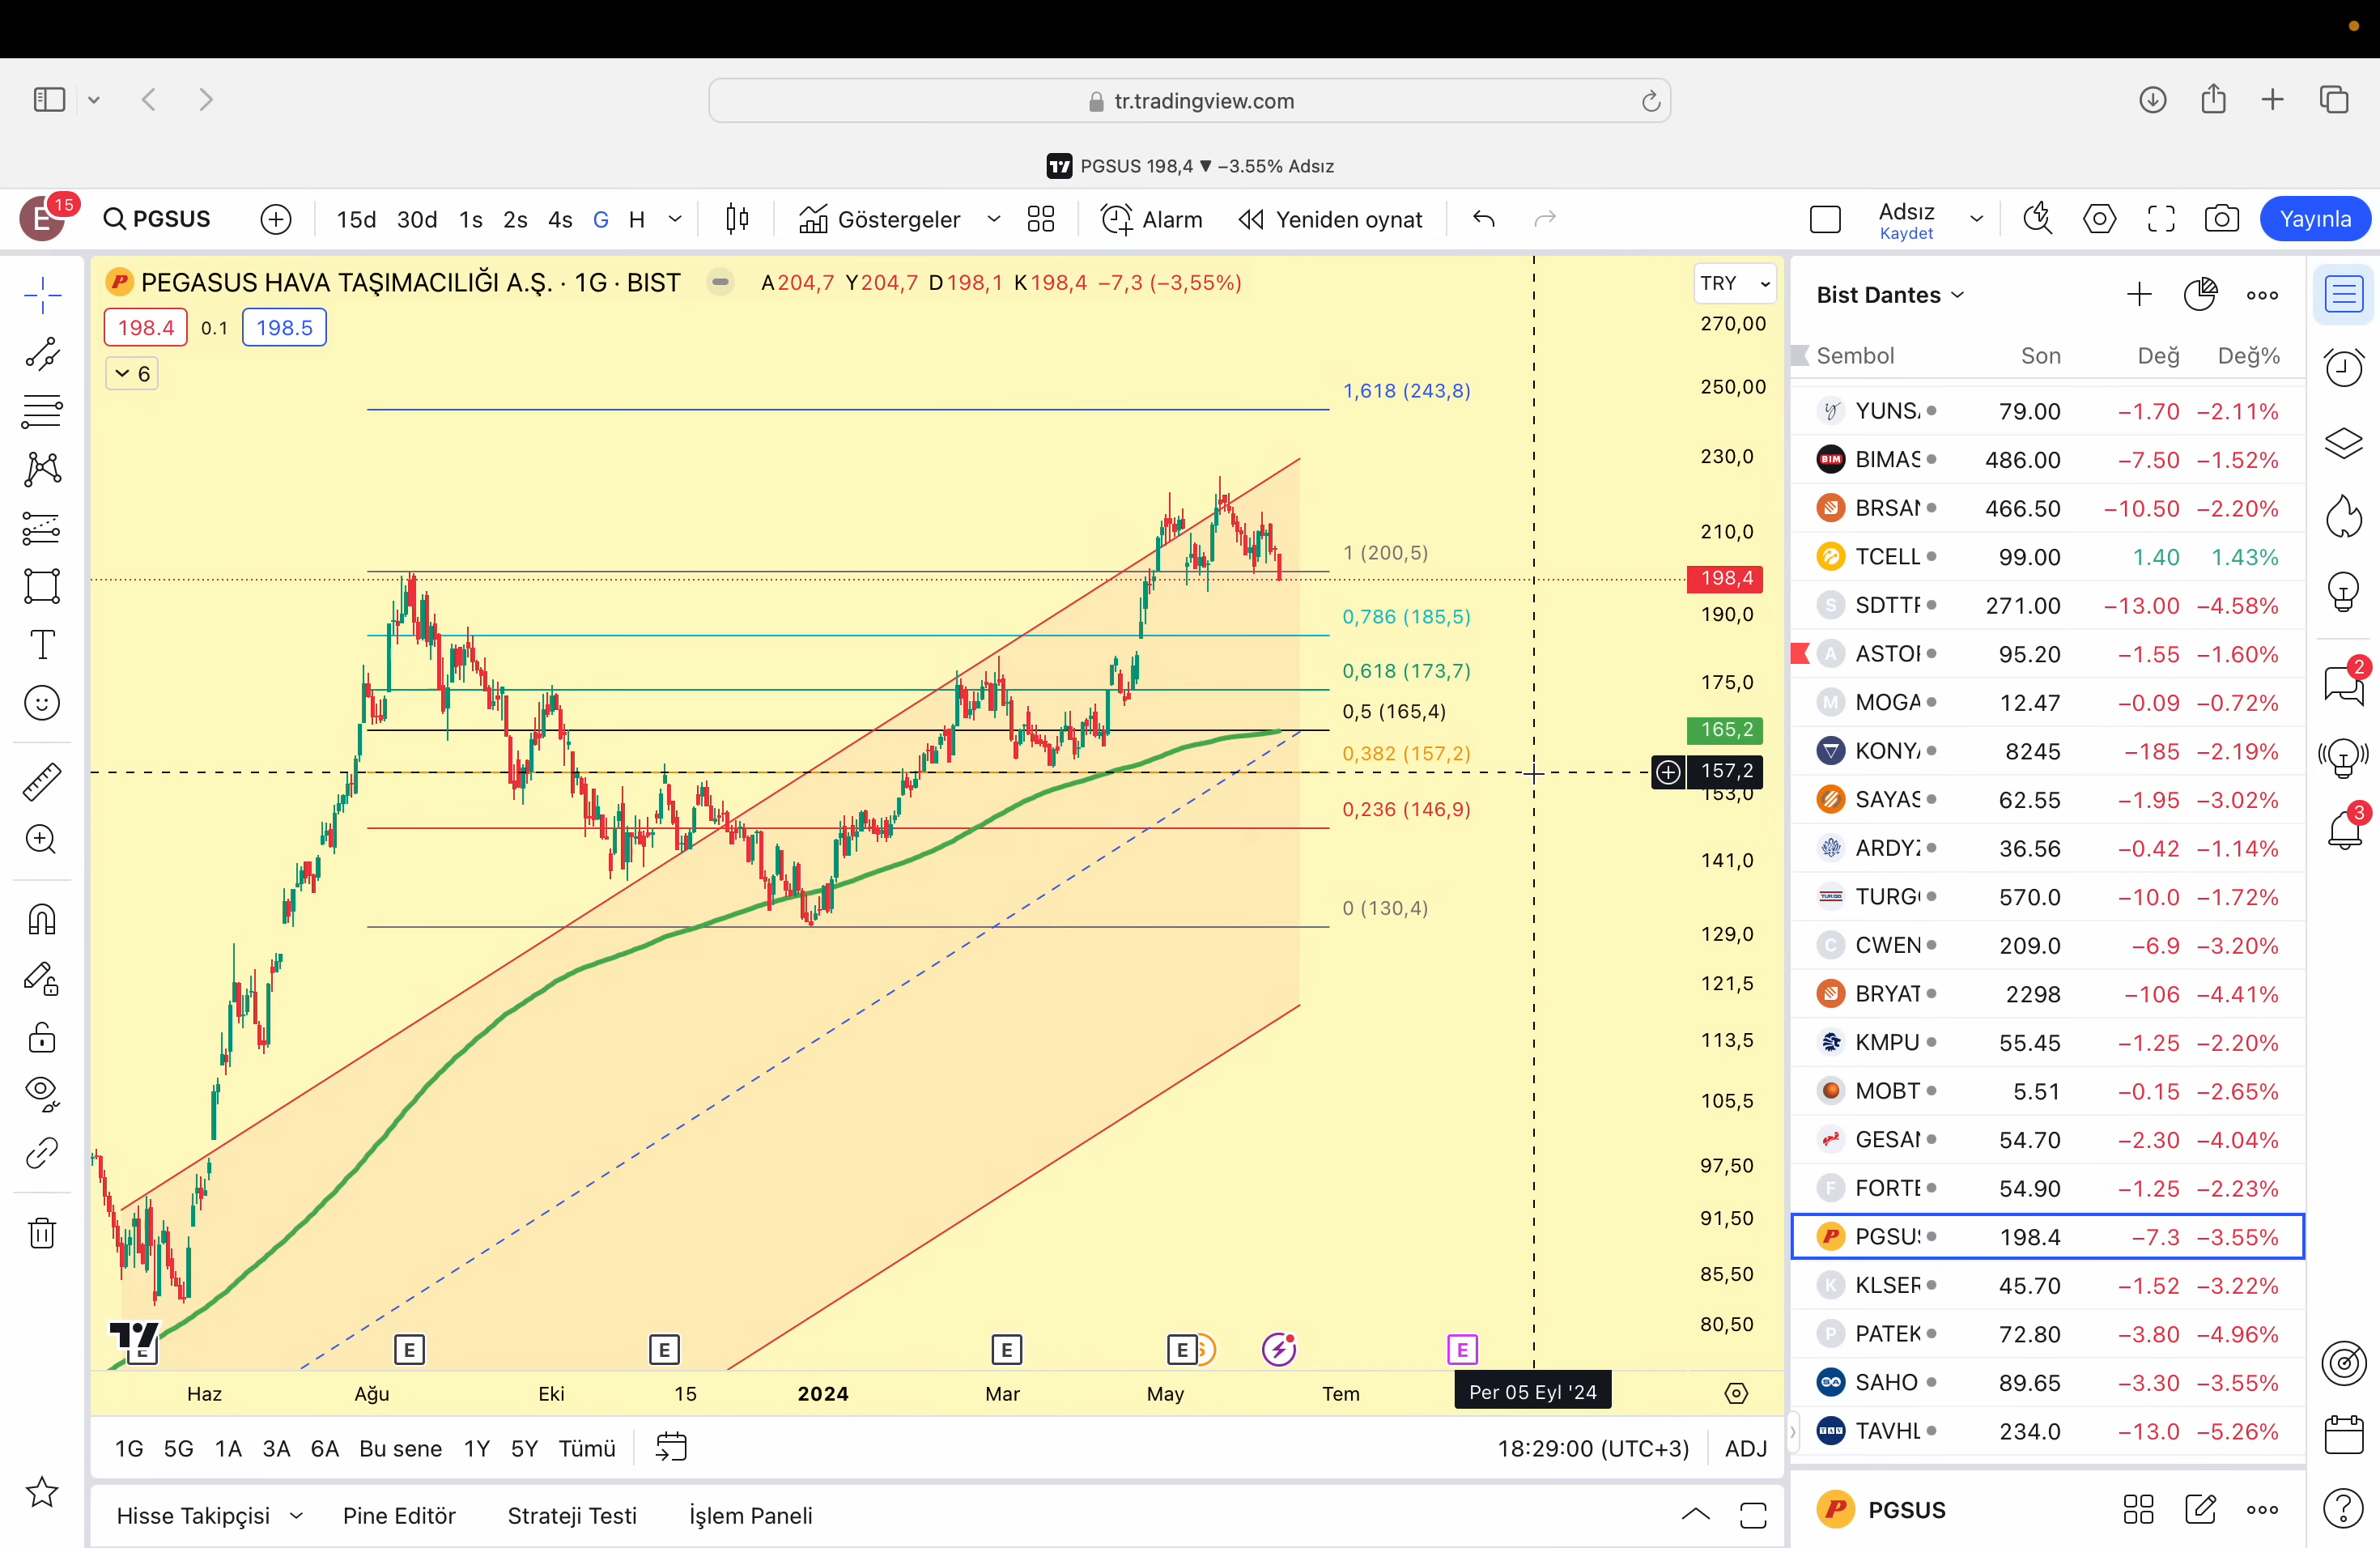 tr.tradingview.com
PGSUS 198,4 ▼ −3.55% Adsız
E 15 PGSUS 15d 30d 1s 2s 4s G H Göstergeler Alarm Yeniden oynat Adsız Kaydet Yayınla
PEGASUS HAVA TAŞIMACILIĞI A.Ş. · 1G · BIST A204,7 Y204,7 D198,1 K198,4 −7,3 (−3,55%)
TRY
198.4 0.1 198.5
6
270,00
250,00
230,0
210,0
198,4
190,0
175,0
165,2
157,2
153,0
141,0
129,0
121,5
113,5
105,5
97,50
91,50
85,50
80,50
1,618 (243,8)
1 (200,5)
0,786 (185,5)
0,618 (173,7)
0,5 (165,4)
0,382 (157,2)
0,236 (146,9)
0 (130,4)
E E E E E E
Haz Ağu Eki 15 2024 Mar May Tem Per 05 Eyl '24
1G 5G 1A 3A 6A Bu sene 1Y 5Y Tümü 18:29:00 (UTC+3) ADJ
Hisse Takipçisi Pine Editör Strateji Testi İşlem Paneli
Bist Dantes
Sembol Son Değ Değ%
YUNS 79.00 −1.70 −2.11%
BIM BIMAS 486.00 −7.50 −1.52%
BRSAN 466.50 −10.50 −2.20%
TCELL 99.00 1.40 1.43%
S SDTTR 271.00 −13.00 −4.58%
A ASTOR 95.20 −1.55 −1.60%
M MOGA 12.47 −0.09 −0.72%
KONY 8245 −185 −2.19%
SAYAS 62.55 −1.95 −3.02%
ARDYZ 36.56 −0.42 −1.14%
TURG 570.0 −10.0 −1.72%
C CWEN 209.0 −6.9 −3.20%
BRYAT 2298 −106 −4.41%
KMPU 55.45 −1.25 −2.20%
MOBT 5.51 −0.15 −2.65%
GESAN 54.70 −2.30 −4.04%
F FORTE 54.90 −1.25 −2.23%
PGSUS 198.4 −7.3 −3.55%
K KLSER 45.70 −1.52 −3.22%
P PATEK 72.80 −3.80 −4.96%
SAHO 89.65 −3.30 −3.55%
TAV TAVHL 234.0 −13.0 −5.26%
PGSUS
2
3